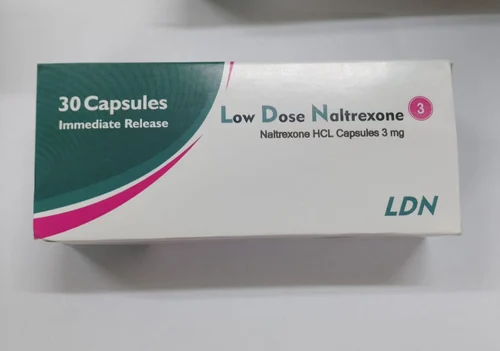 30 Capsules
Immediate Release
Low Dose Naltrexone 3
Naltrexone HCL Capsules 3 mg
LDN